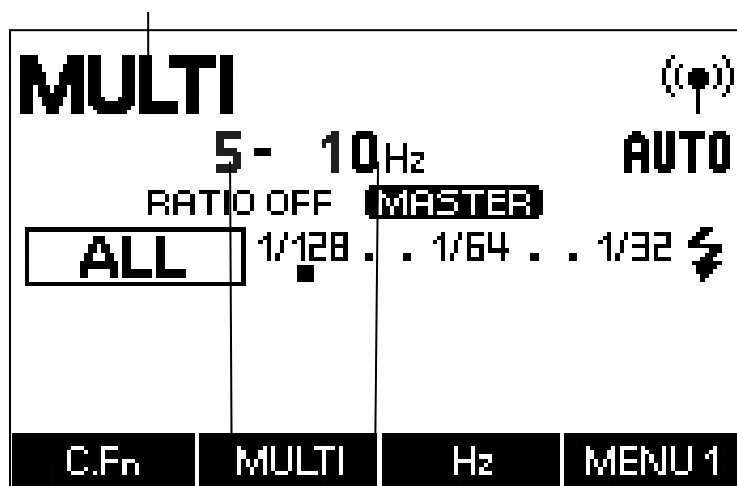 MULTI
5- 10Hz AUTO
RATIO OFF MASTER
ALL 1/128 . . 1/64 . . 1/32
C.Fn MULTI Hz MENU 1